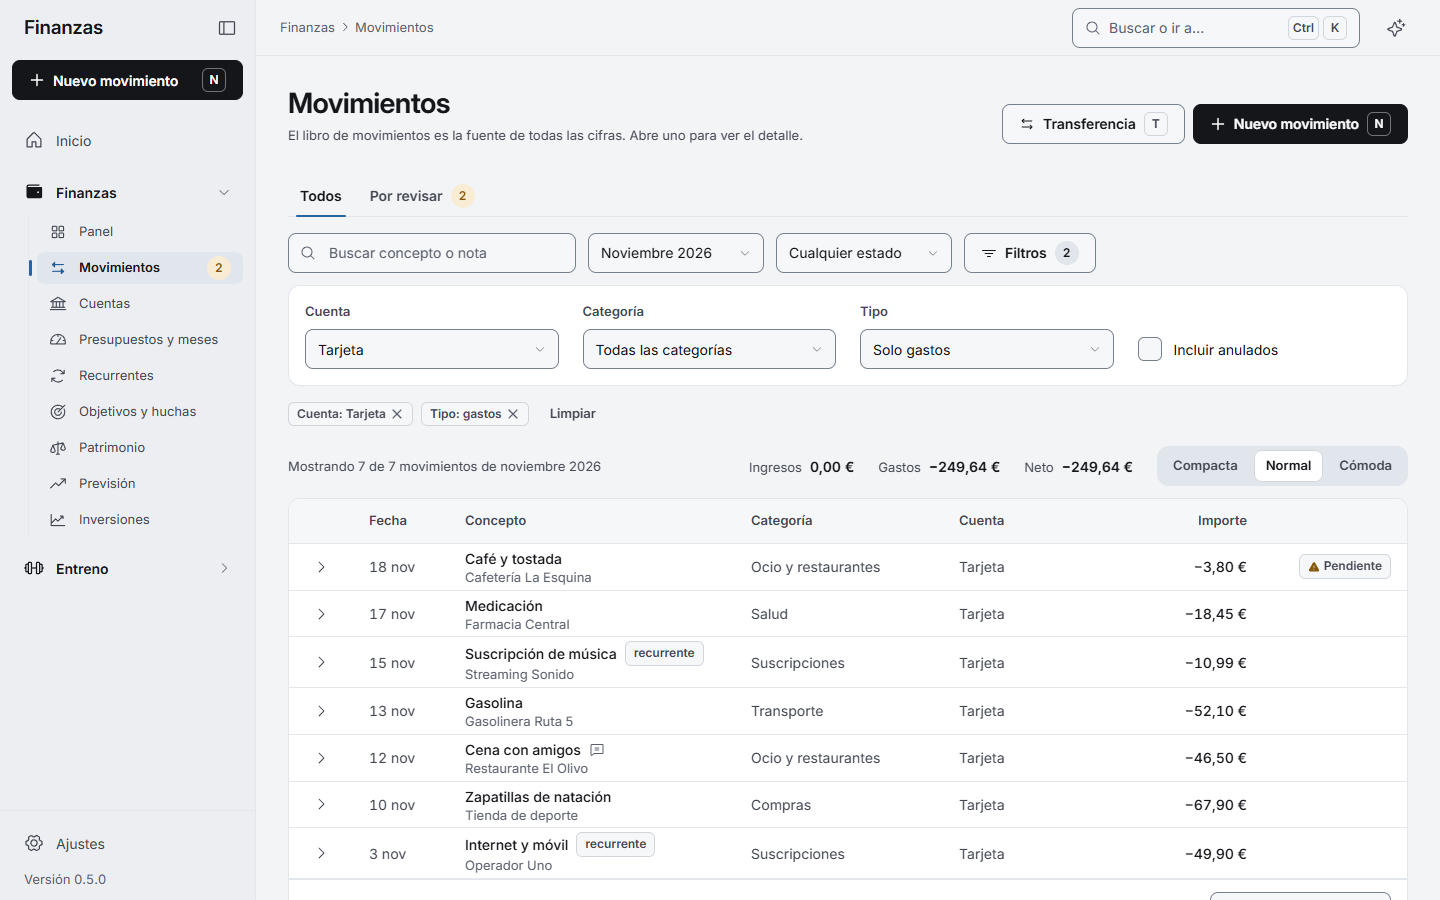 Finanzas
Nuevo movimiento N
Inicio
Finanzas
Panel
Movimientos 2
Cuentas
Presupuestos y meses
Recurrentes
Objetivos y huchas
Patrimonio
Previsión
Inversiones
Entreno
Ajustes
Versión 0.5.0
Finanzas > Movimientos
Buscar o ir a... Ctrl K
Movimientos
El libro de movimientos es la fuente de todas las cifras. Abre uno para ver el detalle.
Transferencia T
Nuevo movimiento N
Todos Por revisar 2
Buscar concepto o nota Noviembre 2026 Cualquier estado Filtros 2
Cuenta Categoría Tipo
Tarjeta Todas las categorías Solo gastos Incluir anulados
Cuenta: Tarjeta Tipo: gastos Limpiar
Mostrando 7 de 7 movimientos de noviembre 2026 Ingresos 0,00 € Gastos −249,64 € Neto −249,64 € Compacta Normal Cómoda
Fecha Concepto Categoría Cuenta Importe
18 nov Café y tostada Ocio y restaurantes Tarjeta −3,80 € Pendiente
Cafetería La Esquina
17 nov Medicación Salud Tarjeta −18,45 €
Farmacia Central
15 nov Suscripción de música recurrente Suscripciones Tarjeta −10,99 €
Streaming Sonido
13 nov Gasolina Transporte Tarjeta −52,10 €
Gasolinera Ruta 5
12 nov Cena con amigos Ocio y restaurantes Tarjeta −46,50 €
Restaurante El Olivo
10 nov Zapatillas de natación Compras Tarjeta −67,90 €
Tienda de deporte
3 nov Internet y móvil recurrente Suscripciones Tarjeta −49,90 €
Operador Uno